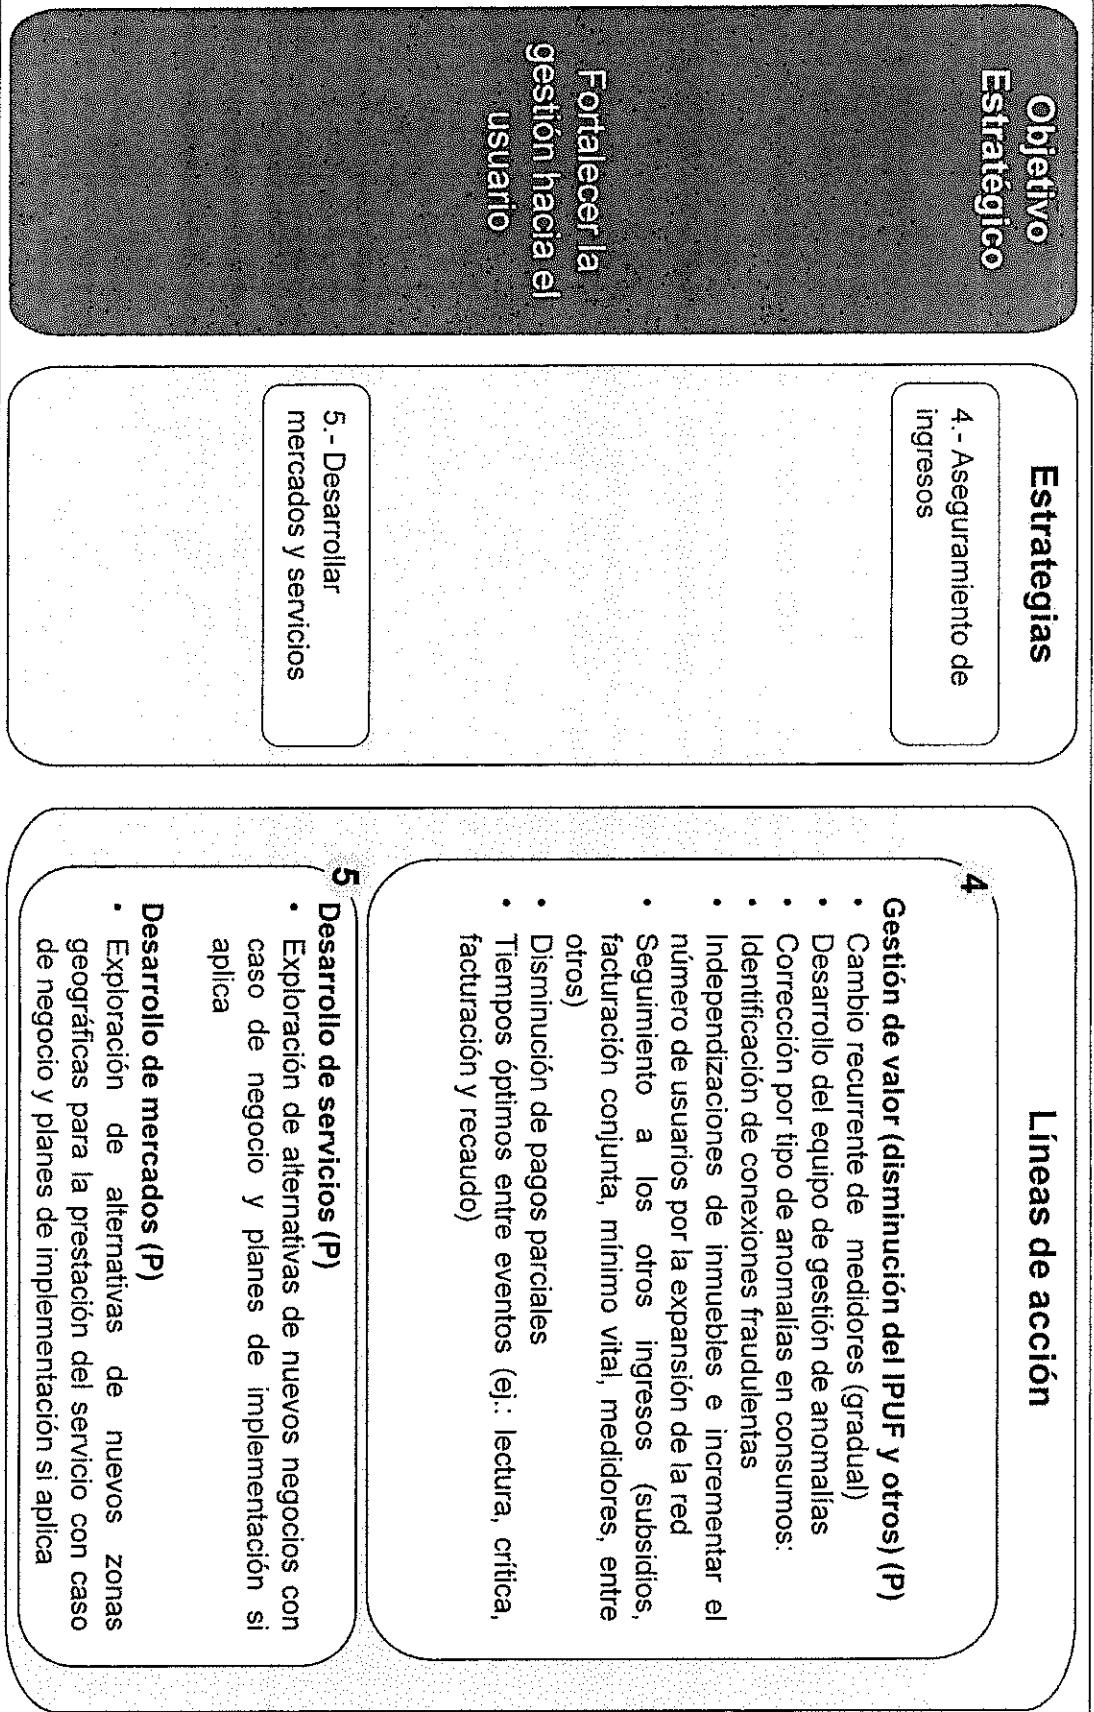 Objetivo
Estratégico
Fortalecer la
gestión hacia el
usuario
Estrategias
4.- Aseguramiento de
ingresos
5.- Desarrollar
mercados y servicios
Líneas de acción
4
Gestión de valor (disminución del IPUF y otros) (P)
• Cambio recurrente de medidores (gradual)
• Desarrollo del equipo de gestión de anomalías
• Corrección por tipo de anomalías en consumos:
• Identificación de conexiones fraudulentas
• Independizaciones de inmuebles e incrementar el
número de usuarios por la expansión de la red
• Seguimiento a los otros ingresos (subsidios,
facturación conjunta, mínimo vital, medidores, entre
otros)
• Disminución de pagos parciales
• Tiempos óptimos entre eventos (ej.: lectura, crítica,
facturación y recaudo)
5
Desarrollo de servicios (P)
• Exploración de alternativas de nuevos negocios con
caso de negocio y planes de implementación si
aplica
Desarrollo de mercados (P)
• Exploración de alternativas de nuevos zonas
geográficas para la prestación del servicio con caso
de negocio y planes de implementación si aplica